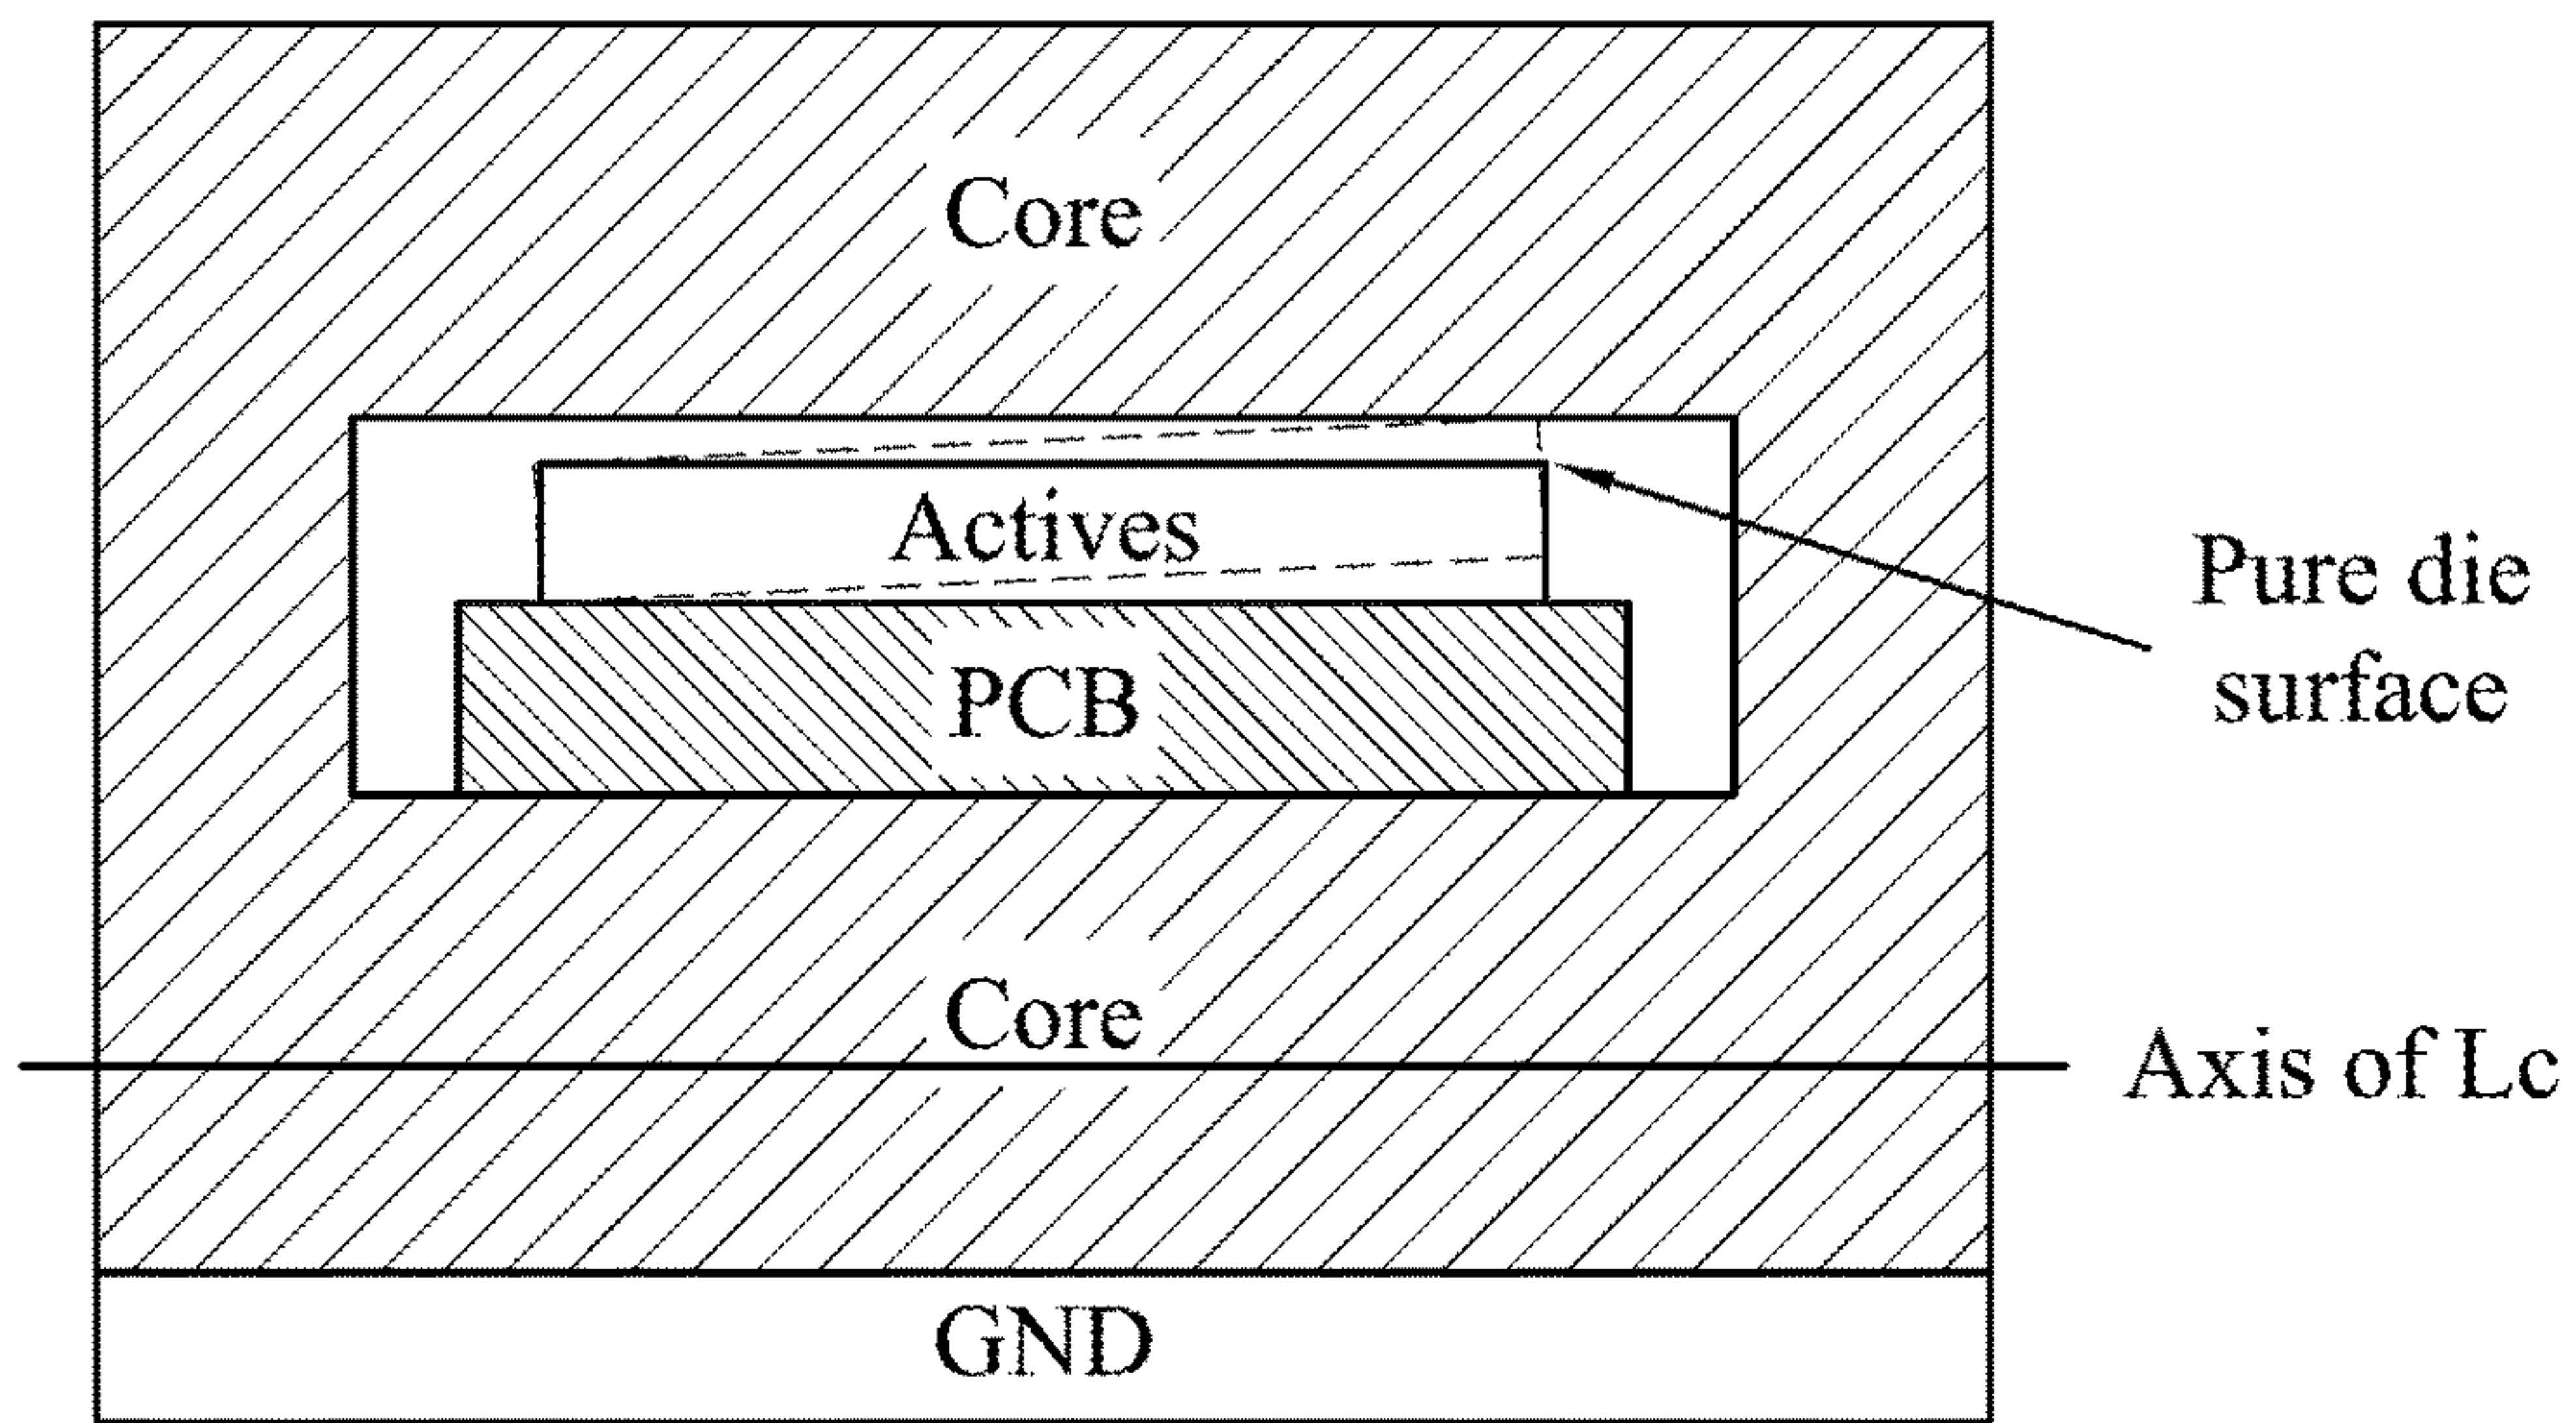 Core
Actives
Pure die
surface
PCB
Core
Axis of Lc
GND